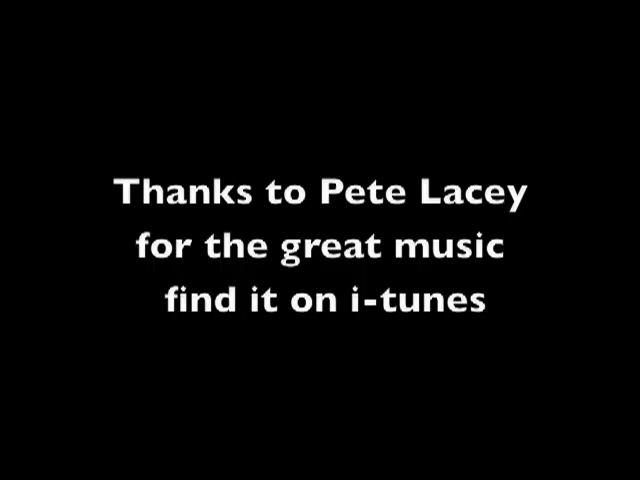 Thanks to Pete Lacey
for the great music
find it on i-tunes